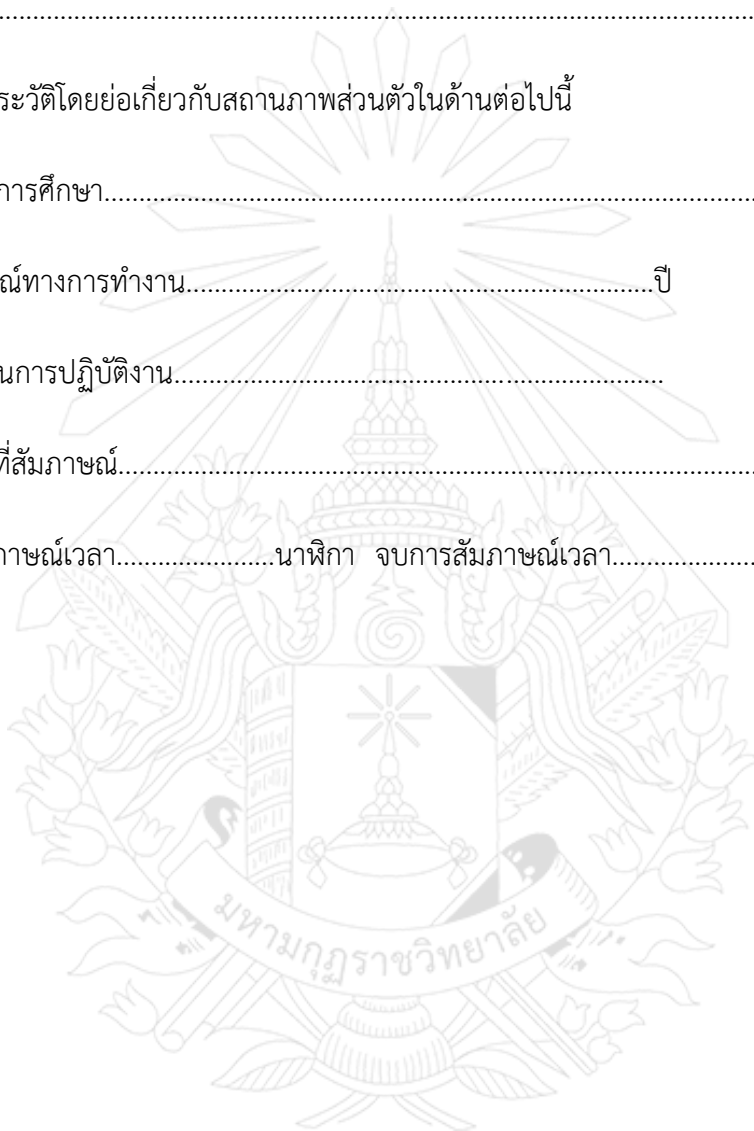 ....................................................................................................
ระวัติโดยย่อเกี่ยวกับสถานภาพส่วนตัวในด้านต่อไปนี้
การศึกษา............................................................................................
ณ์ทางการทำงาน..................................................................ปี
นการปฏิบัติงาน.....................................................................
ที่สัมภาษณ์..........................................................................................
ภาษณ์เวลา......................นาฬิกา จบการสัมภาษณ์เวลา....................
มหามกุฏราชวิทยาลัย